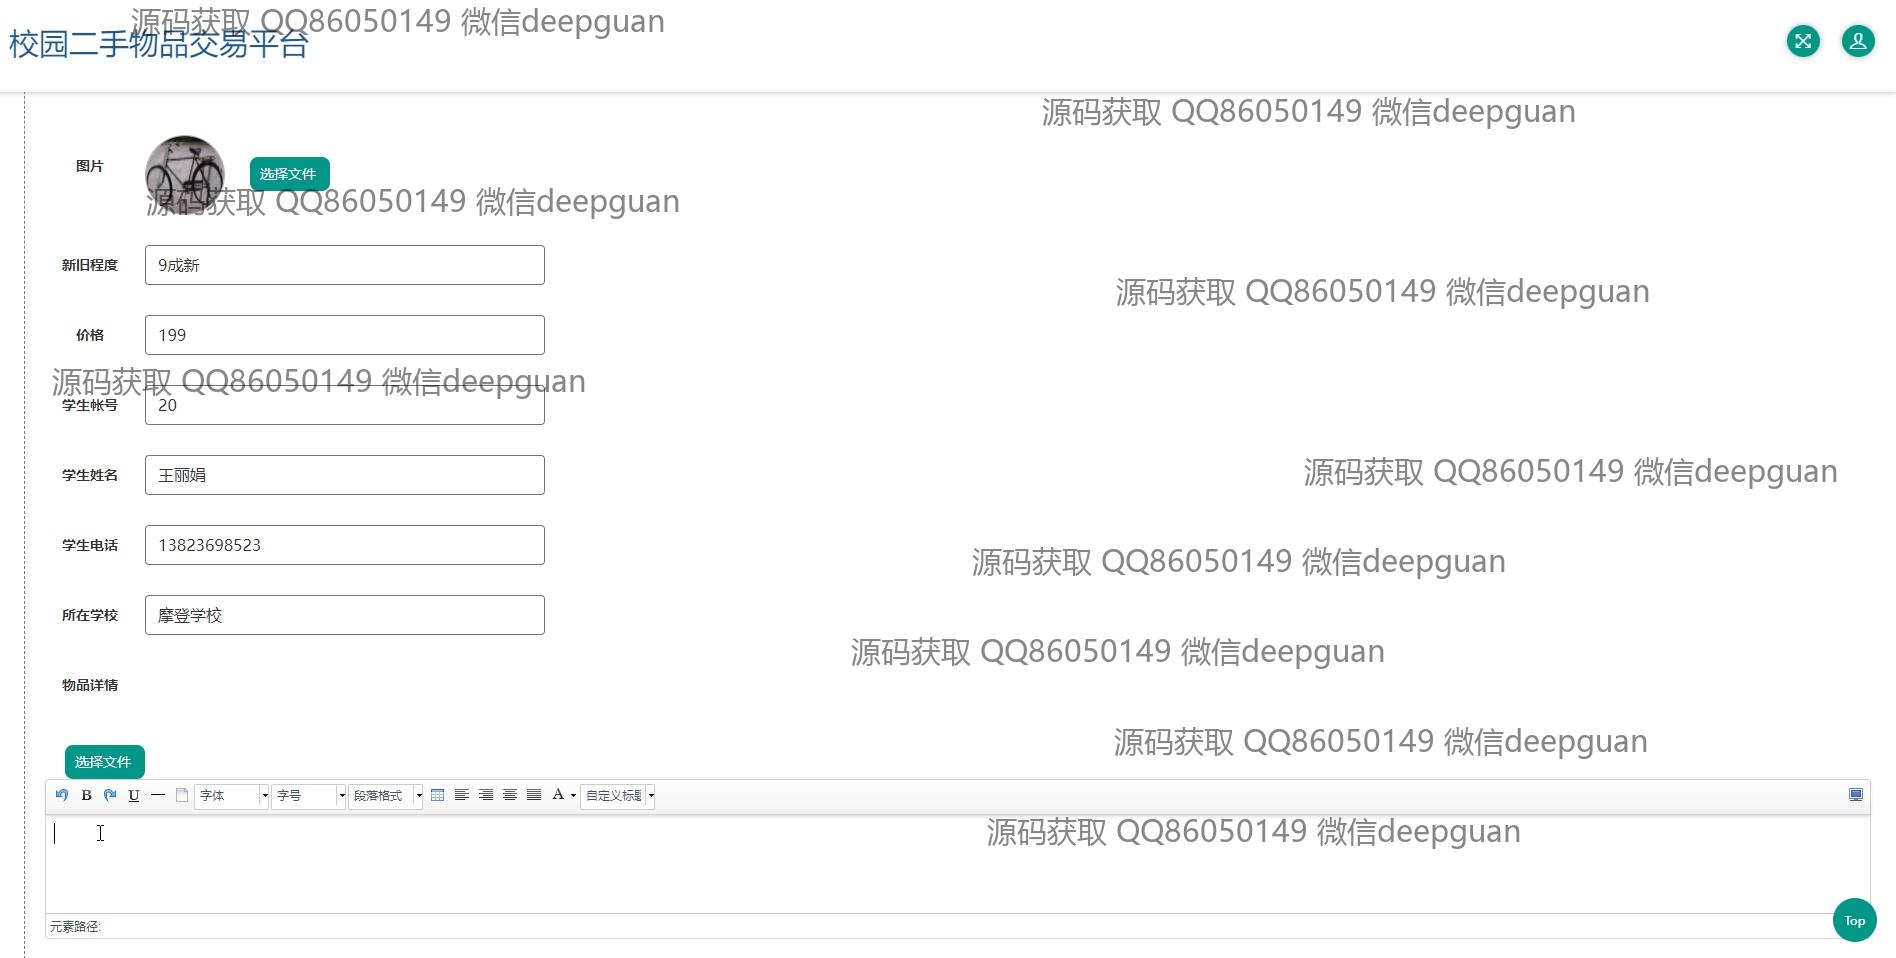 源码获取 QQ86050149 微信deepguan
校园二手物品交易平台
源码获取 QQ86050149 微信deepguan
图片
选择文件
源码获取 QQ86050149 微信deepguan
新旧程度
9成新
源码获取 QQ86050149 微信deepguan
价格
199
源码获取 QQ86050149 微信deepguan
学生帐号
20
学生姓名
王丽娟
源码获取 QQ86050149 微信deepguan
学生电话
13823698523
源码获取 QQ86050149 微信deepguan
所在学校
摩登学校
源码获取 QQ86050149 微信deepguan
物品详情
源码获取 QQ86050149 微信deepguan
选择文件
B U 字体 字号 段落格式 A 自定义标题
源码获取 QQ86050149 微信deepguan
元素路径:
Top